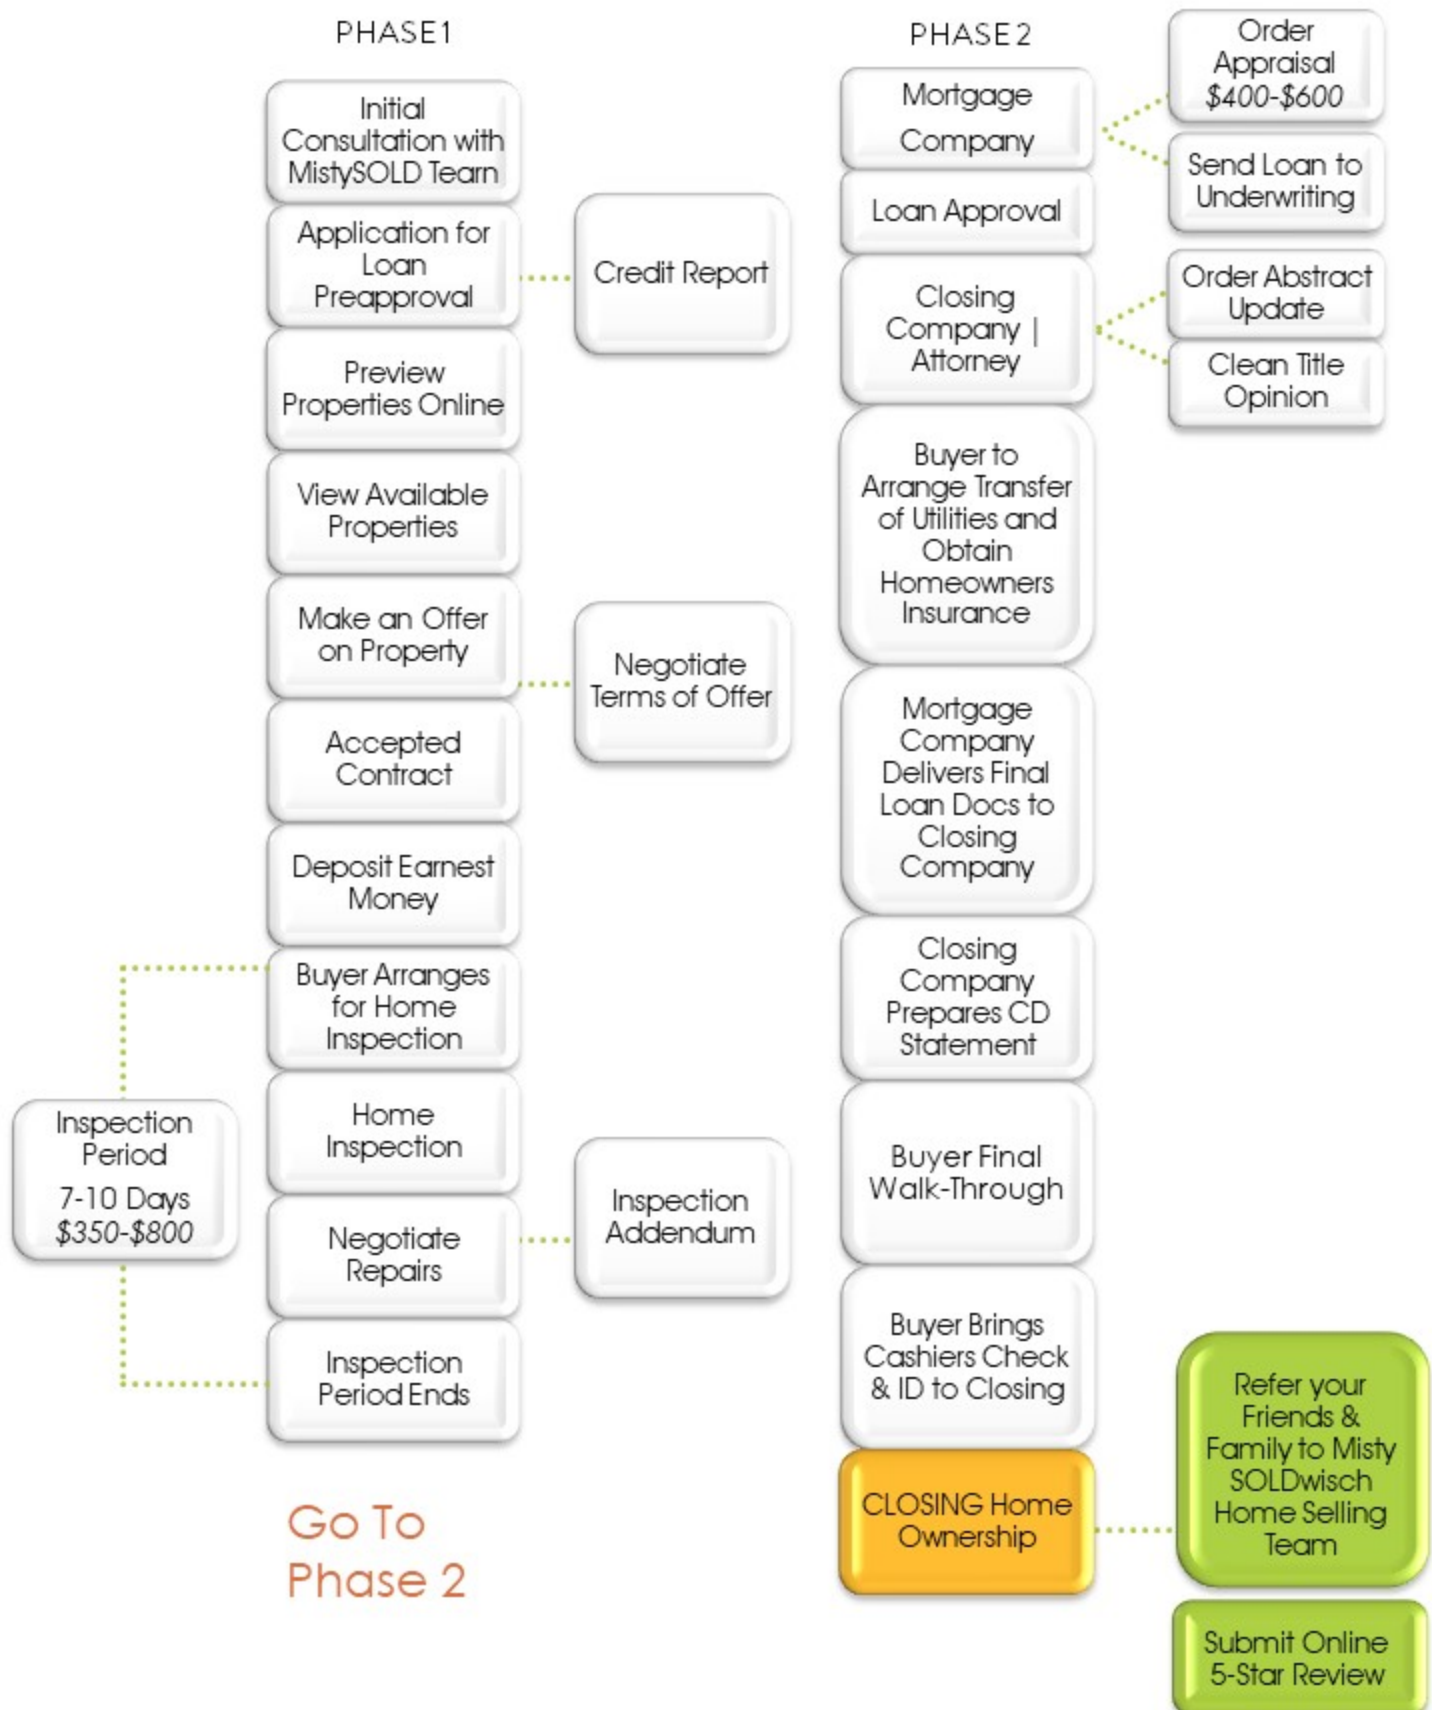 PHASE1
Initial
Consultation with
MistySOLD Team
Application for
Loan
Preapproval
Credit Report
Preview
Properties Online
View Available
Properties
Make an Offer
on Property
Negotiate
Terms of Offer
Accepted
Contract
Deposit Earnest
Money
Buyer Arranges
for Home
Inspection
Inspection
Period
7-10 Days
$350-$800
Home
Inspection
Negotiate
Repairs
Inspection
Addendum
Inspection
Period Ends
Go To
Phase 2
PHASE2
Mortgage
Company
Order
Appraisal
$400-$600
Send Loan to
Underwriting
Loan Approval
Closing
Company |
Attorney
Order Abstract
Update
Clean Title
Opinion
Buyer to
Arrange Transfer
of Utilities and
Obtain
Homeowners
Insurance
Mortgage
Company
Delivers Final
Loan Docs to
Closing
Company
Closing
Company
Prepares CD
Statement
Buyer Final
Walk-Through
Buyer Brings
Cashiers Check
& ID to Closing
CLOSING Home
Ownership
Refer your
Friends &
Family to Misty
SOLDwisch
Home Selling
Team
Submit Online
5-Star Review